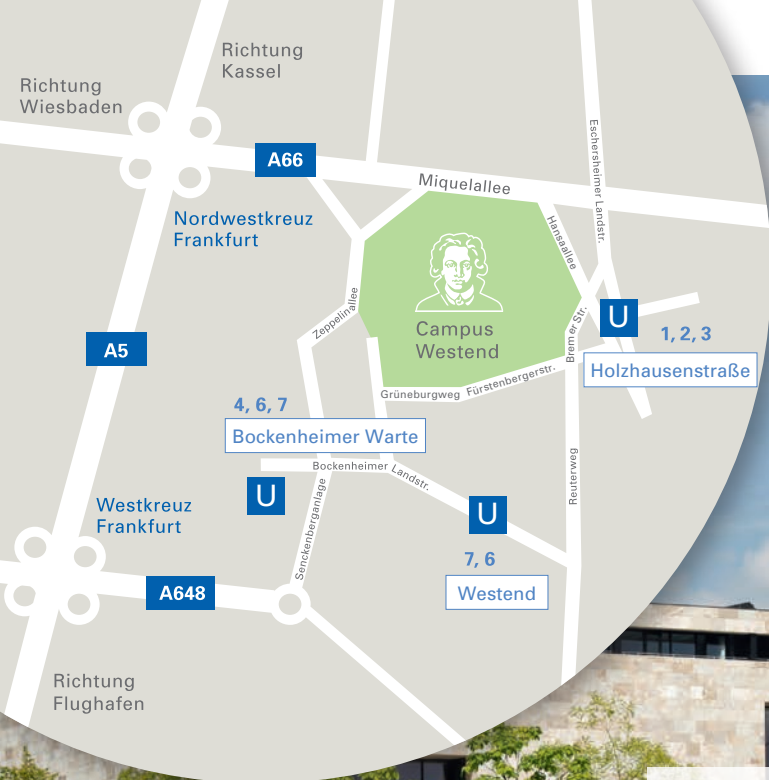 Richtung
Kassel
Richtung
Wiesbaden
A66
Miquelallee
Eschersheimer Landstr.
Nordwestkreuz
Frankfurt
Hansaallee
Zeppelinallee
Campus
Westend
Bremer Str.
U
1, 2, 3
Holzhausenstraße
A5
Grüneburgweg
Fürstenbergerstr.
4, 6, 7
Bockenheimer Warte
Bockenheimer Landstr.
Reuterweg
U
Senckenberganlage
U
7, 6
Westend
Westkreuz
Frankfurt
A648
Richtung
Flughafen